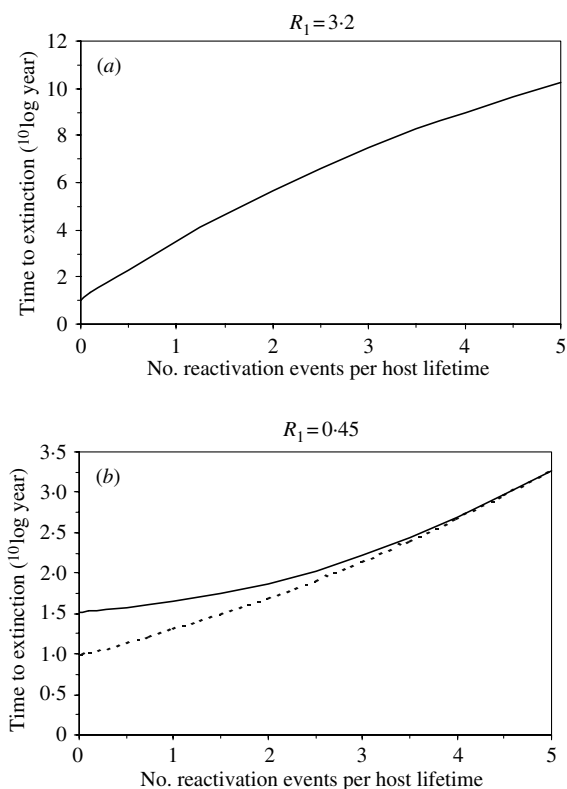 R₁=3·2
(a)
Time to extinction (¹⁰log year)
12
10
8
6
4
2
0
0 1 2 3 4 5
No. reactivation events per host lifetime
R₁=0·45
(b)
Time to extinction (¹⁰log year)
3·5
3·0
2·5
2·0
1·5
1·0
0·5
0
0 1 2 3 4 5
No. reactivation events per host lifetime